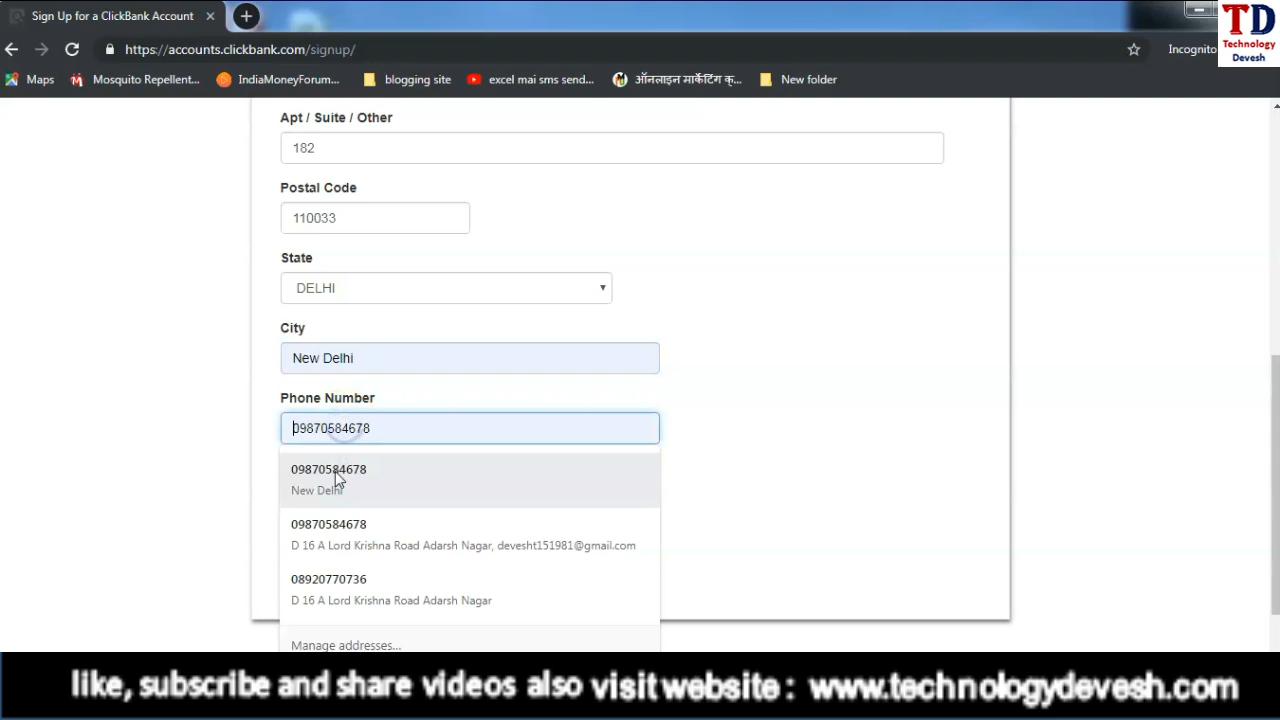 Sign Up for a ClickBank Account
TD
Technology
Devesh
https://accounts.clickbank.com/signup/
Incognito
Maps
Mosquito Repellent...
IndiaMoneyForum...
blogging site
excel mai sms send...
ऑनलाइन मार्केटिंग क्...
New folder
Apt / Suite / Other
182
Postal Code
110033
State
DELHI
City
New Delhi
Phone Number
09870584678
09870584678
New Delhi
09870584678
D 16 A Lord Krishna Road Adarsh Nagar, devesht151981@gmail.com
08920770736
D 16 A Lord Krishna Road Adarsh Nagar
Manage addresses...
like, subscribe and share videos also visit website : www.technologydevesh.com